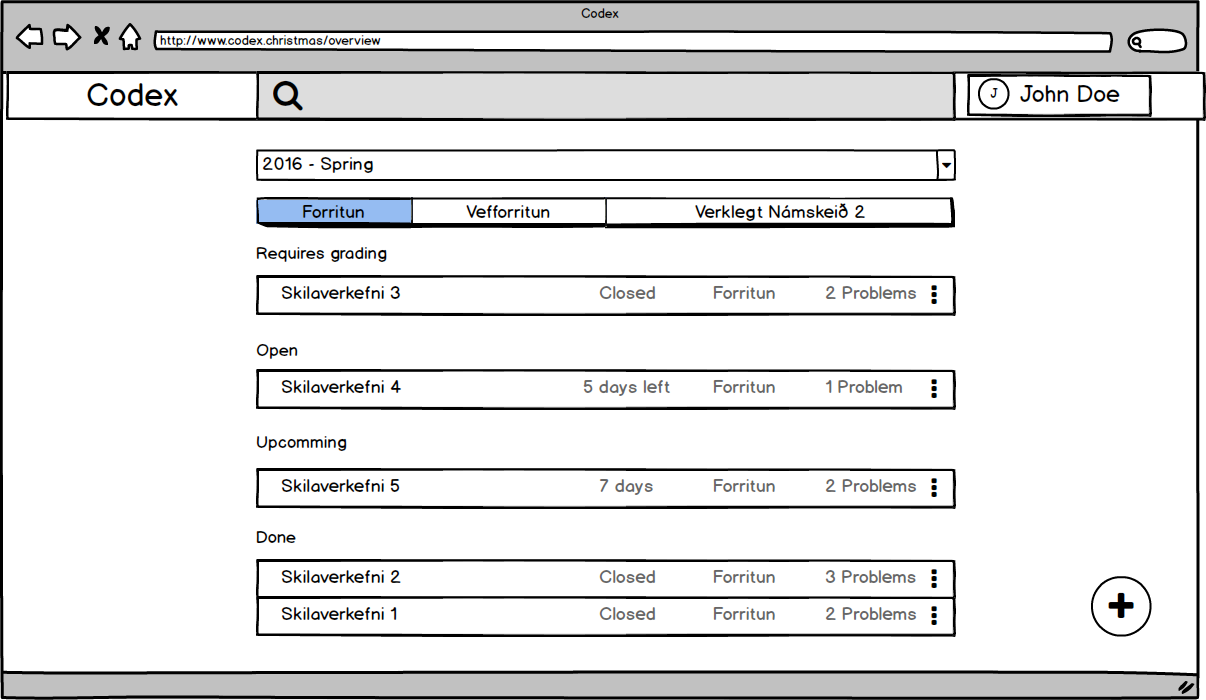 Codex
http://www.codex.christmas/overview
Codex
J John Doe
2016 - Spring
Forritun Vefforritun Verklegt Námskeið 2
Requires grading
Skilaverkefni 3 Closed Forritun 2 Problems
Open
Skilaverkefni 4 5 days left Forritun 1 Problem
Upcomming
Skilaverkefni 5 7 days Forritun 2 Problems
Done
Skilaverkefni 2 Closed Forritun 3 Problems
Skilaverkefni 1 Closed Forritun 2 Problems